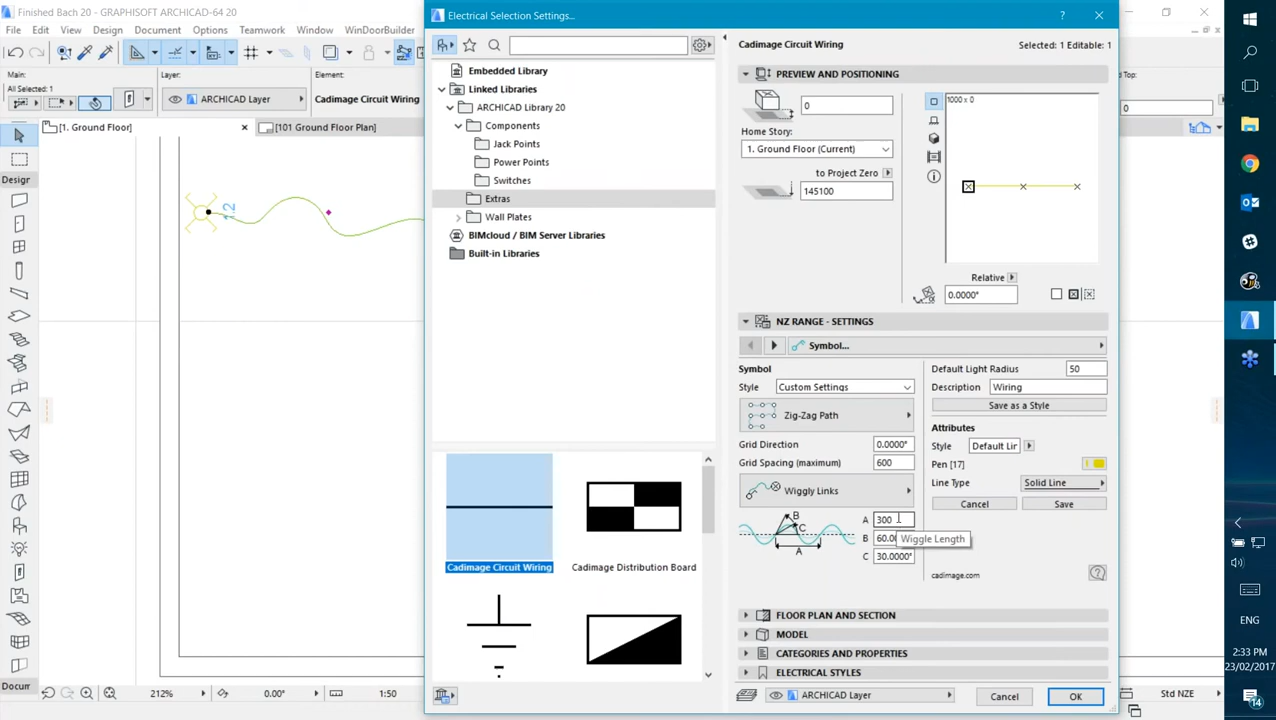 Finished Bach 20 - GRAPHISOFT ARCHICAD-64 20
File Edit View Design Document Options Teamwork Window WinDoorBuilder
Main:
All Selected: 1
Layer:
ARCHICAD Layer
Element:
Cadimage Circuit Wiring
[1. Ground Floor]
[101 Ground Floor Plan]
Design
12
Docum
212%
0.00°
1:50
Electrical Selection Settings...
?
Embedded Library
Linked Libraries
ARCHICAD Library 20
Components
Jack Points
Power Points
Switches
Extras
Wall Plates
BIMcloud / BIM Server Libraries
Built-in Libraries
Cadimage Circuit Wiring
Cadimage Distribution Board
Cadimage Circuit Wiring
Selected: 1 Editable: 1
PREVIEW AND POSITIONING
0
Home Story:
1. Ground Floor (Current)
to Project Zero
145100
1000 x 0
Relative
0.0000°
NZ RANGE - SETTINGS
Symbol...
Symbol
Style
Custom Settings
Zig-Zag Path
Grid Direction
0.0000°
Grid Spacing (maximum)
600
Wiggly Links
B
C
A
A 300
B 60.00
C 30.0000°
Wiggle Length
Default Light Radius
50
Description
Wiring
Save as a Style
Attributes
Style
Default Lir
Pen [17]
Line Type
Solid Line
Cancel
Save
cadimage.com
FLOOR PLAN AND SECTION
MODEL
CATEGORIES AND PROPERTIES
ELECTRICAL STYLES
ARCHICAD Layer
Cancel
OK
d Top:
0
Std NZE
ENG
2:33 PM
23/02/2017
14